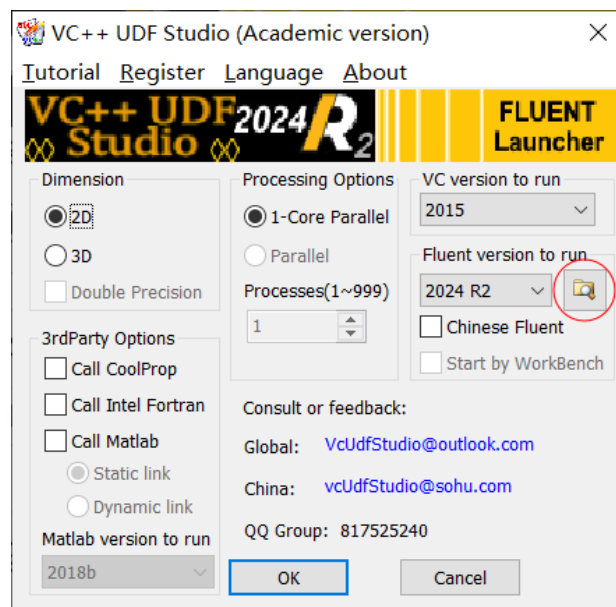 VC++ UDF Studio (Academic version)
Tutorial Register Language About
VC++ UDF Studio 2024 R2
FLUENT Launcher
Dimension
2D
3D
Double Precision
Processing Options
1-Core Parallel
Parallel
Processes(1~999)
1
VC version to run
2015
Fluent version to run
2024 R2
Chinese Fluent
Start by WorkBench
3rdParty Options
Call CoolProp
Call Intel Fortran
Call Matlab
Static link
Dynamic link
Matlab version to run
2018b
Consult or feedback:
Global: VcUdfStudio@outlook.com
China: vcUdfStudio@sohu.com
QQ Group: 817525240
OK
Cancel